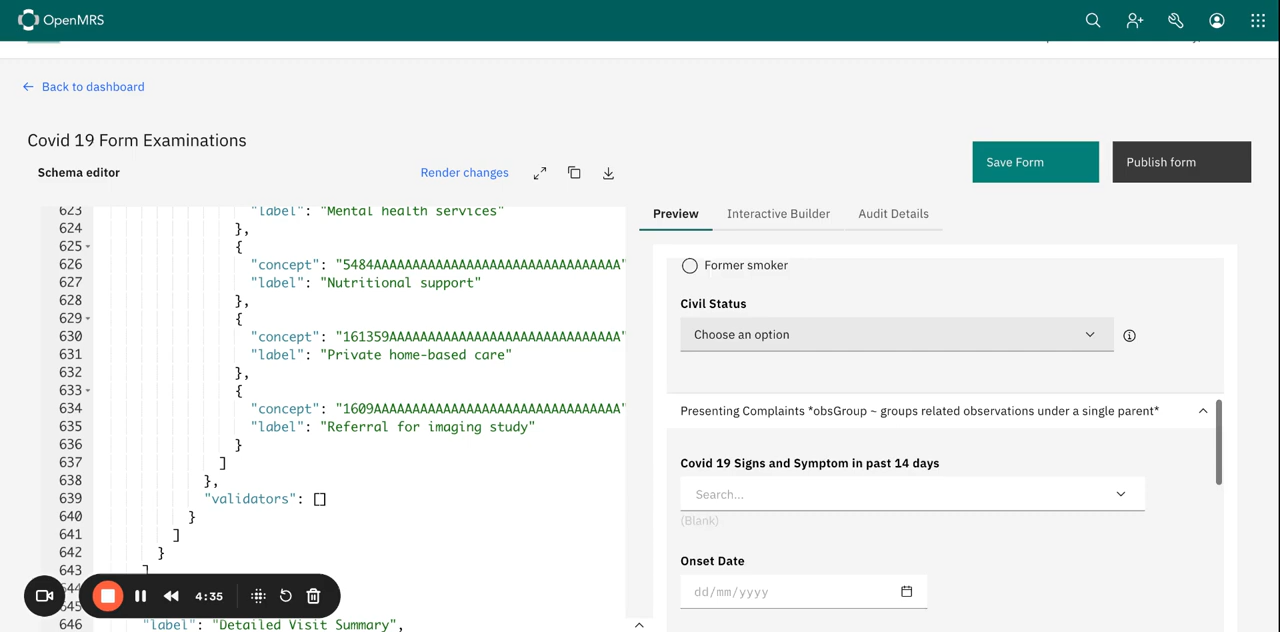 OpenMRS
Back to dashboard
Covid 19 Form Examinations
Save Form
Publish form
Schema editor
Render changes
Preview
Interactive Builder
Audit Details
623 "label": "Mental health services"
624 },
625 {
626 "concept": "5484AAAAAAAAAAAAAAAAAAAAAAAAAAAAAAAA"
627 "label": "Nutritional support"
628 },
629 {
630 "concept": "161359AAAAAAAAAAAAAAAAAAAAAAAAAAAAAA"
631 "label": "Private home-based care"
632 },
633 {
634 "concept": "1609AAAAAAAAAAAAAAAAAAAAAAAAAAAAAAAA"
635 "label": "Referral for imaging study"
636 }
637 ]
638 },
639 "validators": []
640 }
641 ]
642 }
643 ]
646 "label": "Detailed Visit Summary",
Former smoker
Civil Status
Choose an option
Presenting Complaints *obsGroup ~ groups related observations under a single parent*
Covid 19 Signs and Symptom in past 14 days
Search...
(Blank)
Onset Date
dd/mm/yyyy
4:35